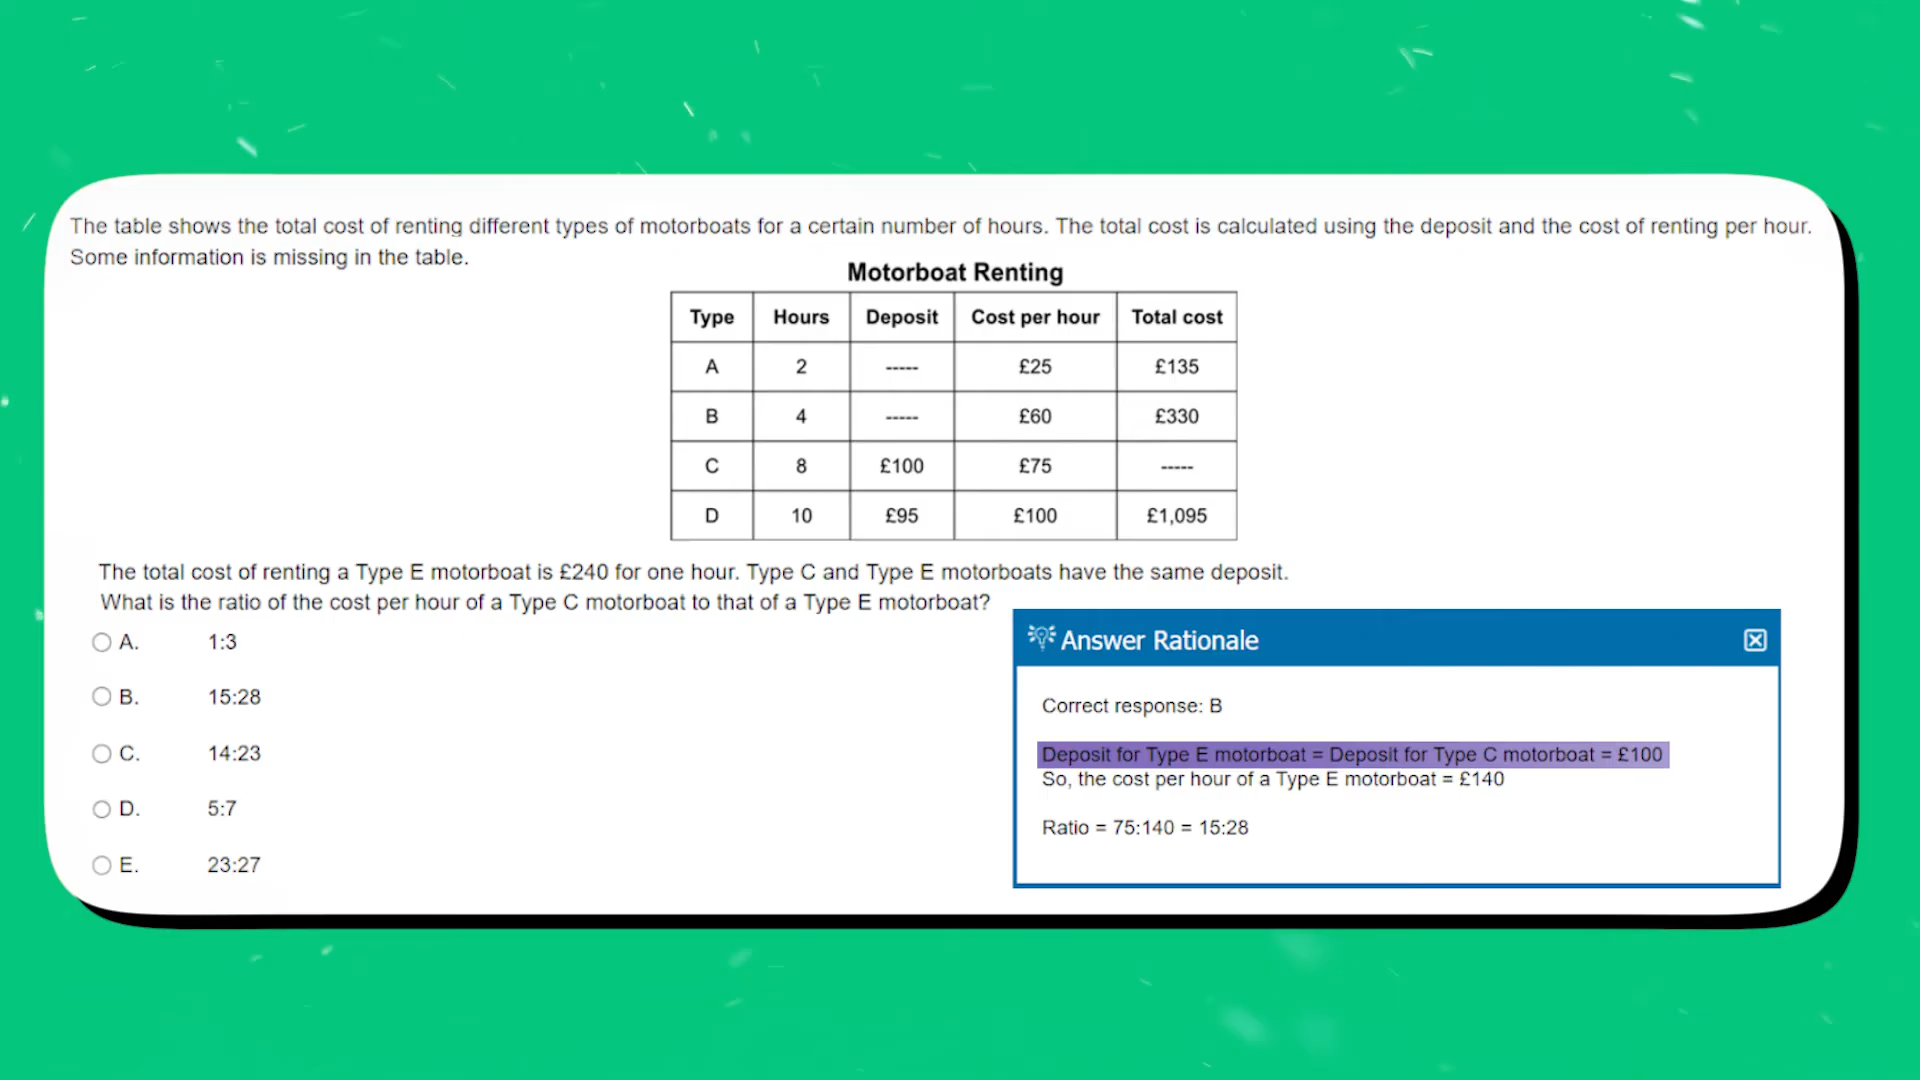 The table shows the total cost of renting different types of motorboats for a certain number of hours. The total cost is calculated using the deposit and the cost of renting per hour.
Some information is missing in the table.
Motorboat Renting
Type Hours Deposit Cost per hour Total cost
A 2 ----- £25 £135
B 4 ----- £60 £330
C 8 £100 £75 -----
D 10 £95 £100 £1,095
The total cost of renting a Type E motorboat is £240 for one hour. Type C and Type E motorboats have the same deposit.
What is the ratio of the cost per hour of a Type C motorboat to that of a Type E motorboat?
A. 1:3
B. 15:28
C. 14:23
D. 5:7
E. 23:27
Answer Rationale
Correct response: B
Deposit for Type E motorboat = Deposit for Type C motorboat = £100
So, the cost per hour of a Type E motorboat = £140
Ratio = 75:140 = 15:28